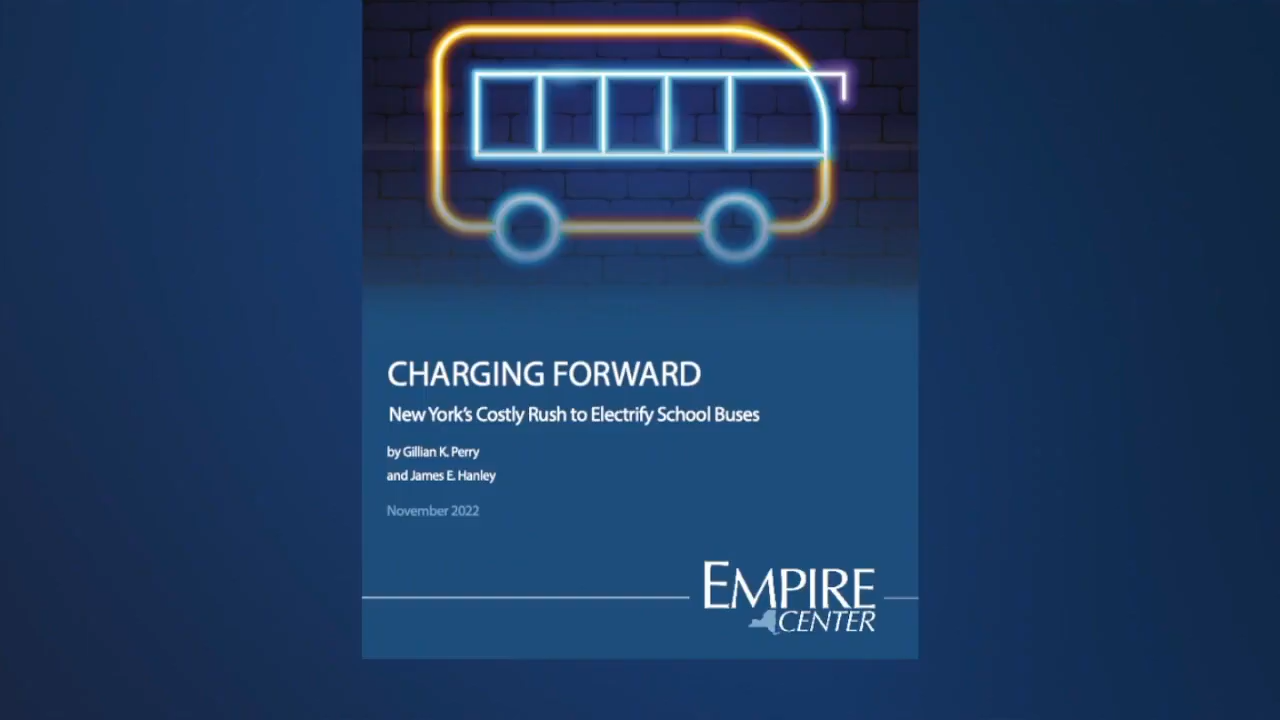 CHARGING FORWARD
New York's Costly Rush to Electrify School Buses
by Gillian K. Perry
and James E. Hanley
November 2022
EMPIRE
CENTER